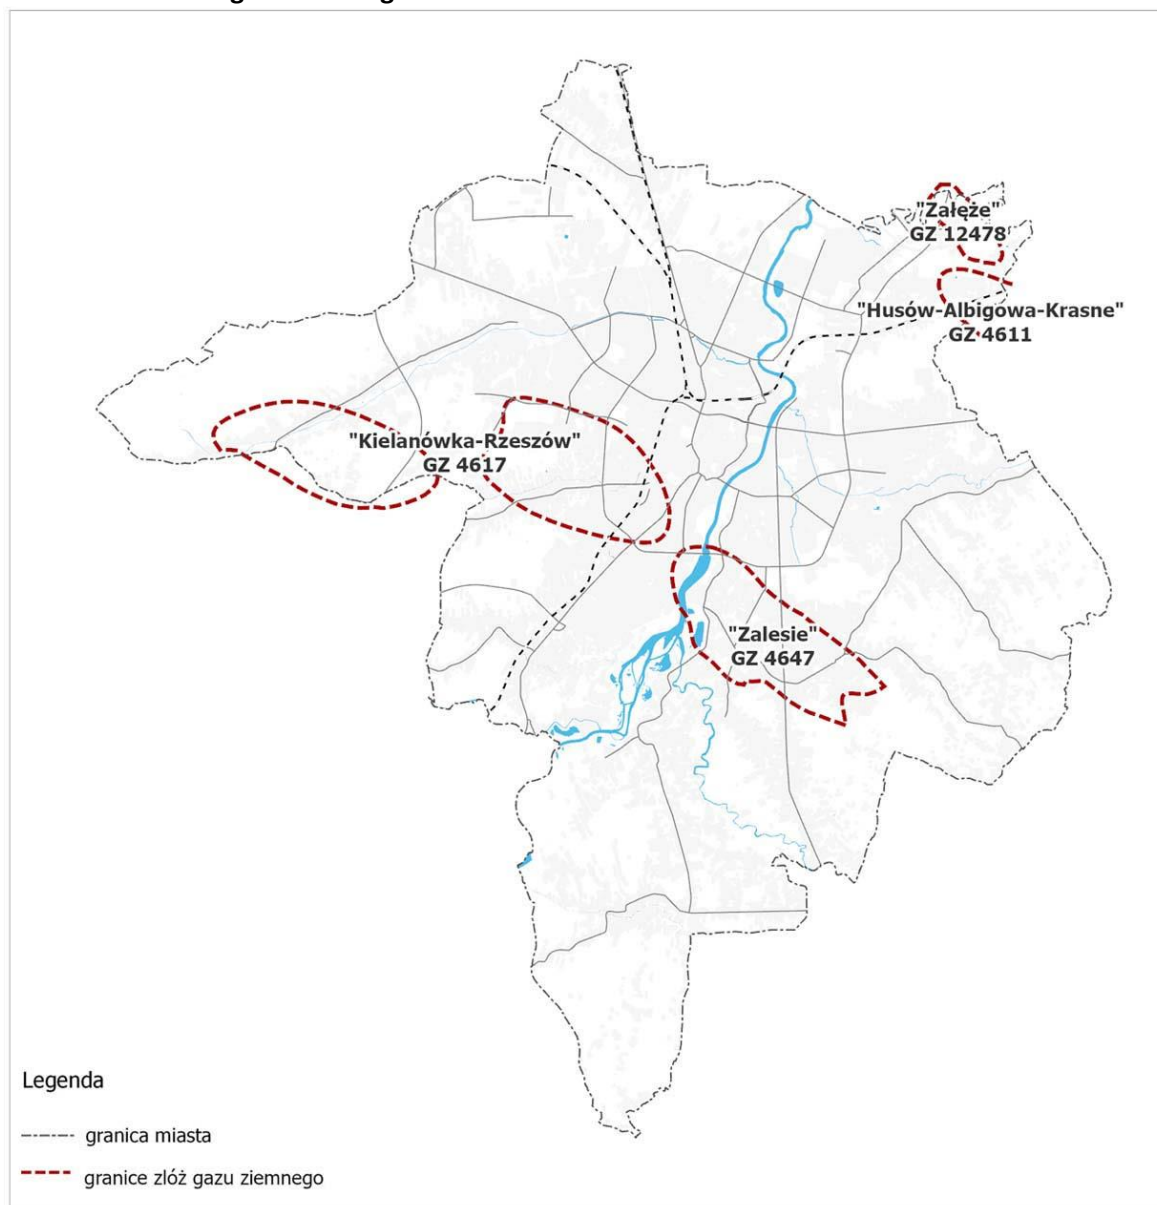 "Załęże"
GZ 12478
"Husów-Albigowa-Krasne"
GZ 4611
"Kielanówka-Rzeszów"
GZ 4617
"Zalesie"
GZ 4647
Legenda
granica miasta
granice złóż gazu ziemnego